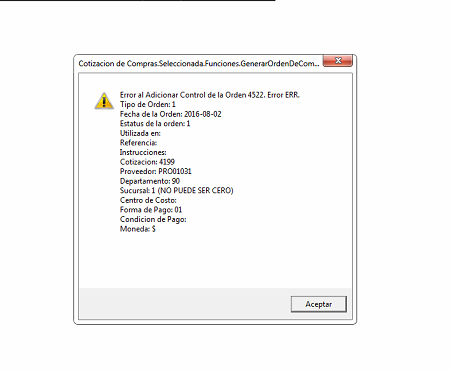 Cotizacion de Compras.Seleccionada.Funciones.GenerarOrdenDeCom...
Error al Adicionar Control de la Orden 4522. Error ERR.
Tipo de Orden: 1
Fecha de la Orden: 2016-08-02
Estatus de la orden: 1
Utilizada en:
Referencia:
Instrucciones:
Cotizacion: 4199
Proveedor: PRO01031
Departamento: 90
Sucursal: 1 (NO PUEDE SER CERO)
Centro de Costo:
Forma de Pago: 01
Condicion de Pago:
Moneda: $
Aceptar